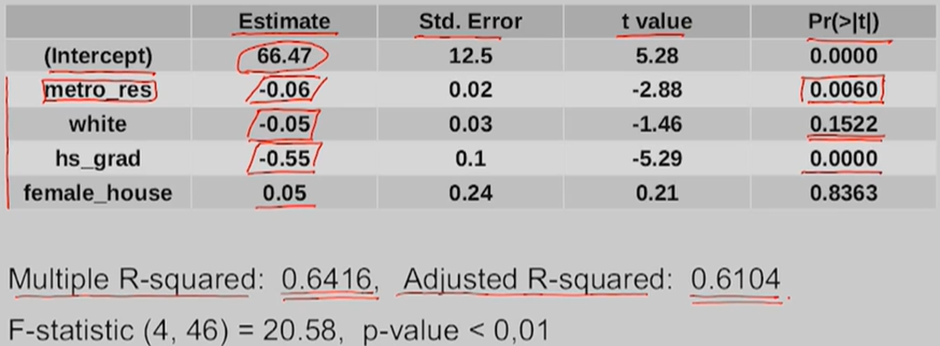 Estimate Std. Error t value Pr(>|t|)
(Intercept) 66.47 12.5 5.28 0.0000
metro_res -0.06 0.02 -2.88 0.0060
white -0.05 0.03 -1.46 0.1522
hs_grad -0.55 0.1 -5.29 0.0000
female_house 0.05 0.24 0.21 0.8363
Multiple R-squared: 0.6416, Adjusted R-squared: 0.6104
F-statistic (4, 46) = 20.58, p-value < 0,01